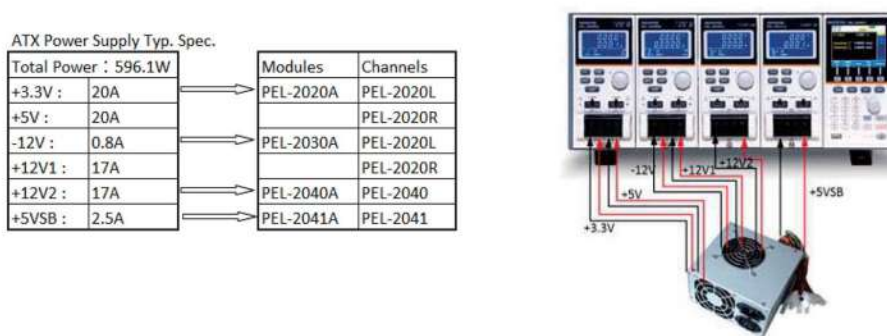 ATX Power Supply Typ. Spec.
Total Power : 596.1W
Modules Channels
+3.3V : 20A PEL-2020A PEL-2020L
+5V : 20A PEL-2020R
-12V : 0.8A PEL-2030A PEL-2020L
+12V1 : 17A PEL-2020R
+12V2 : 17A PEL-2040A PEL-2040
+5VSB : 2.5A PEL-2041A PEL-2041
-12V
+12V1
+12V2
+5V
+5VSB
+3.3V